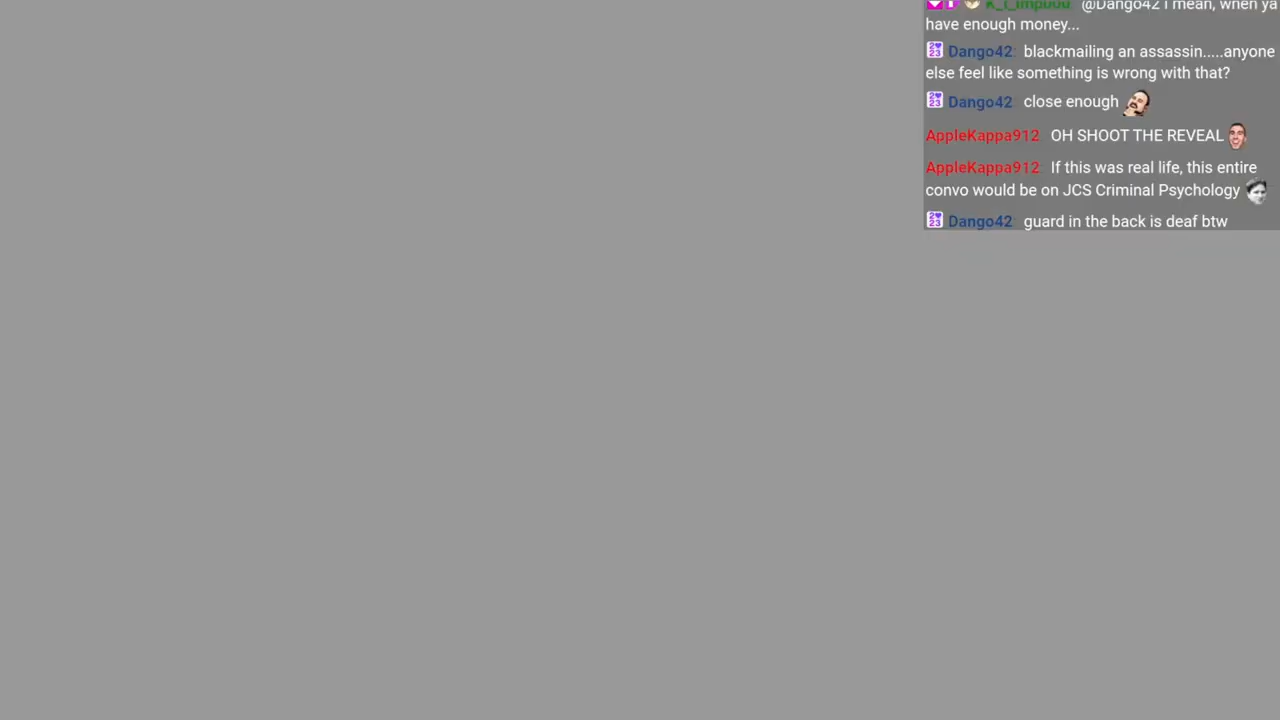 @Dango42 i mean, when ya
have enough money...
Dango42: blackmailing an assassin.....anyone
else feel like something is wrong with that?
Dango42: close enough
AppleKappa912: OH SHOOT THE REVEAL
AppleKappa912: If this was real life, this entire
convo would be on JCS Criminal Psychology
Dango42: guard in the back is deaf btw